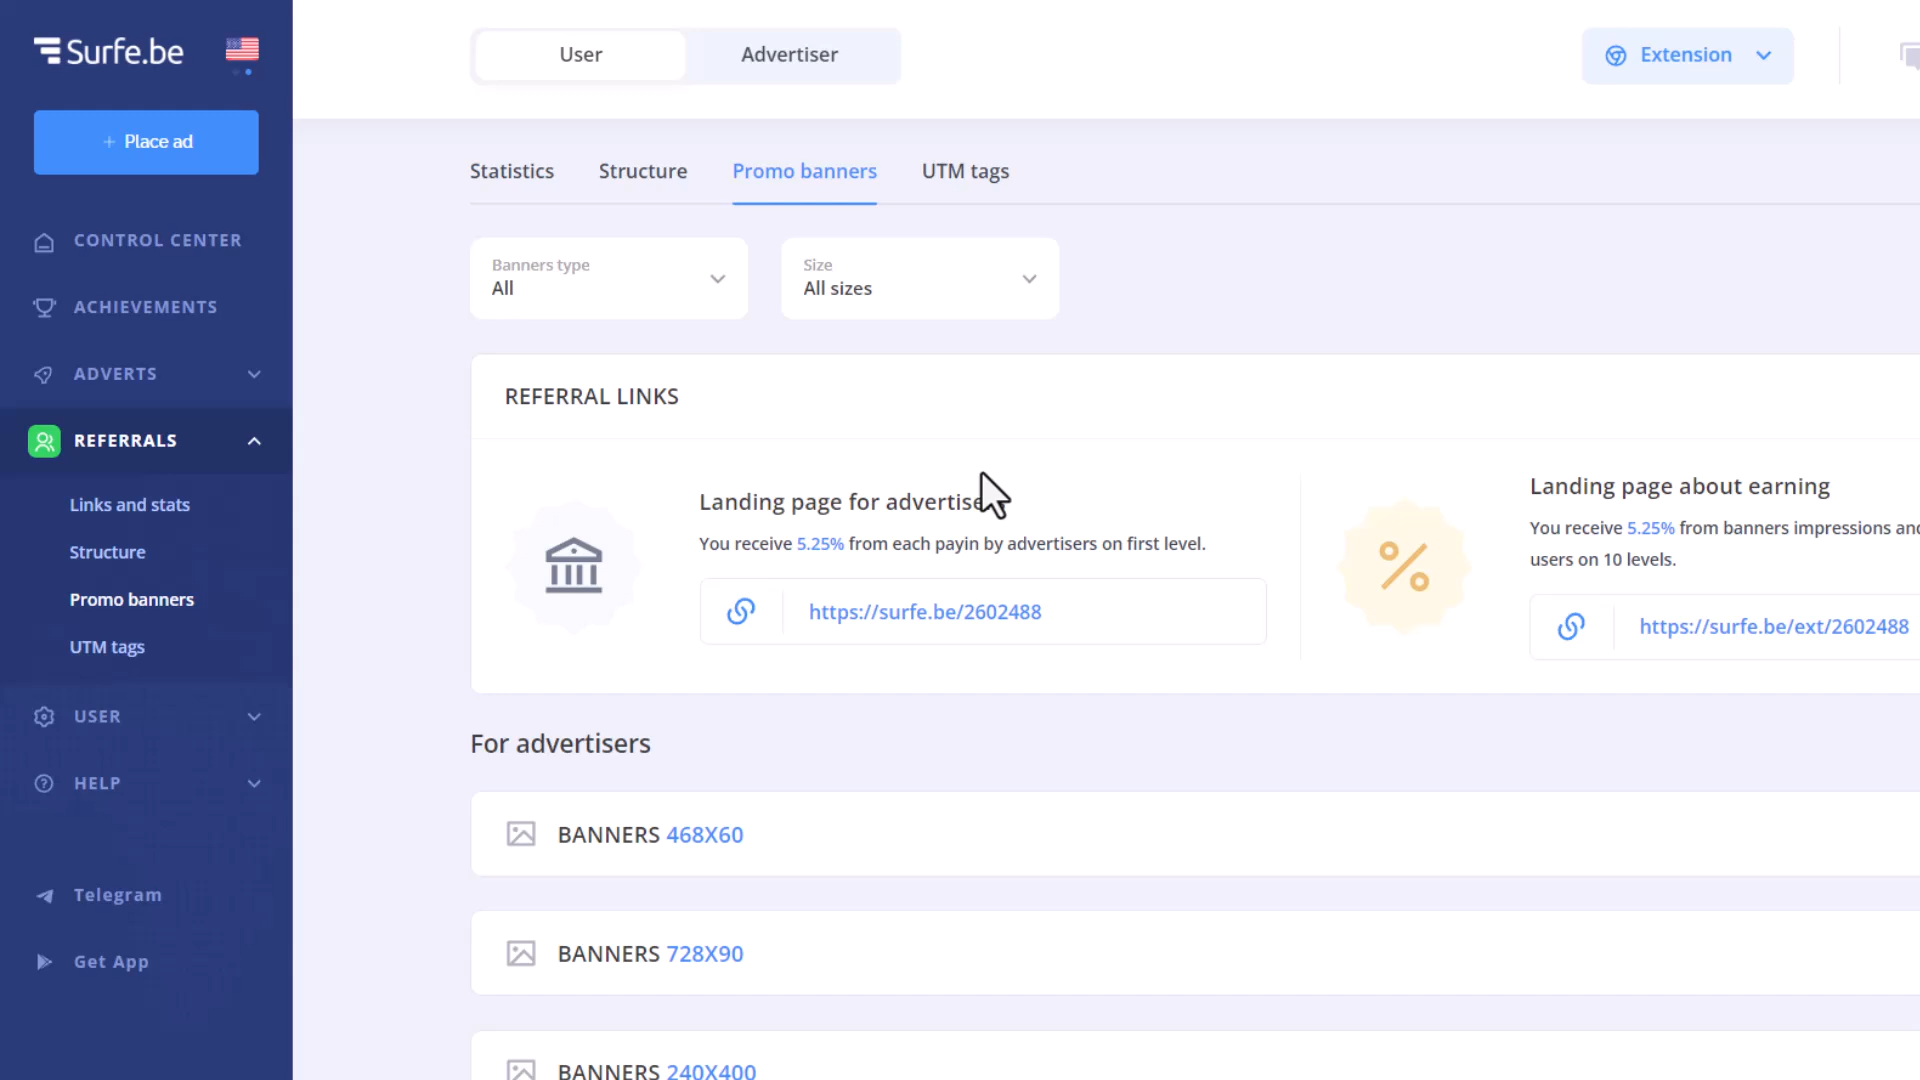 Surfe.be
+ Place ad
CONTROL CENTER
ACHIEVEMENTS
ADVERTS
REFERRALS
Links and stats
Structure
Promo banners
UTM tags
USER
HELP
Telegram
Get App
User
Advertiser
Extension
Statistics
Structure
Promo banners
UTM tags
Banners type
All
Size
All sizes
REFERRAL LINKS
Landing page for advertise
You receive 5.25% from each payin by advertisers on first level.
https://surfe.be/2602488
Landing page about earning
You receive 5.25% from banners impressions and
users on 10 levels.
https://surfe.be/ext/2602488
For advertisers
BANNERS 468X60
BANNERS 728X90
BANNERS 240X400